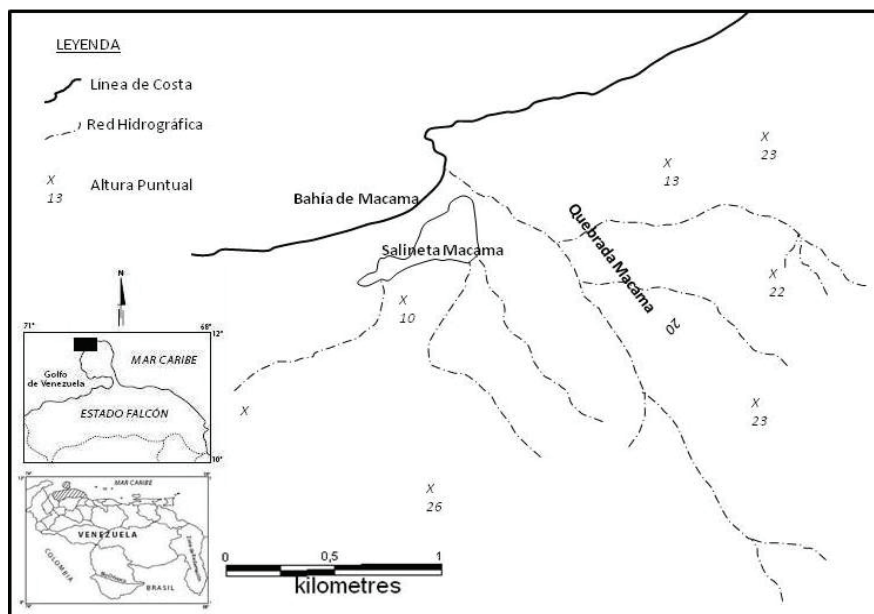 LEYENDA
Línea de Costa
Red Hidrográfica
X
13
Altura Puntual
Bahía de Macama
Salineta Macama
Quebrada Macáma
20
X
13
X
23
X
22
X
10
X
23
X
X
26
N
71°
68°
12°
MAR CARIBE
Golfo
de Venezuela
ESTADO FALCÓN
10°
MAR CARIBE
VENEZUELA
COLOMBIA
BRASIL
0
0,5
1
kilometres